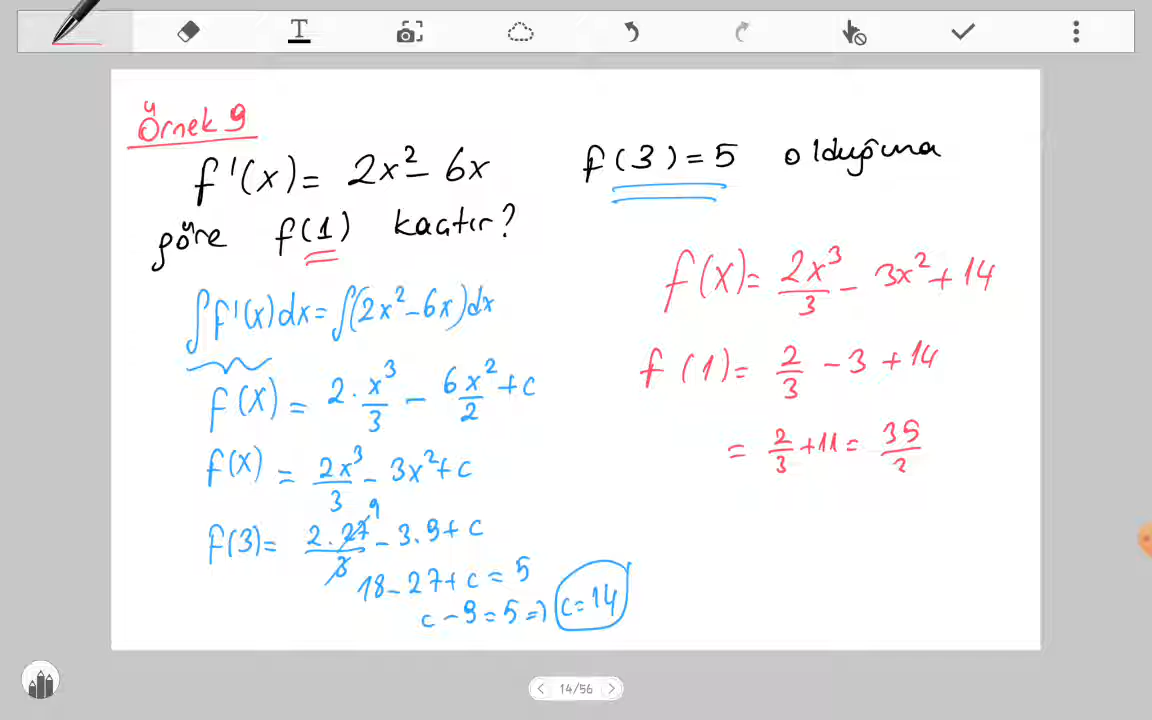 T
Örnek 9
f'(x) = 2x² - 6x f(3) = 5 olduğuna
göre f(1) kaçtır?
∫f'(x)dx = ∫(2x² - 6x)dx
f(x) = 2 · x³/3 - 6x²/2 + c
f(x) = 2x³/3 - 3x² + c
f(3) = 2 . 27/3 - 3.9 + c
9
18 - 27 + c = 5
c - 9 = 5 ⇒ c = 14
f(x) = 2x³/3 - 3x² + 14
f(1) = 2/3 - 3 + 14
= 2/3 + 11 = 35/3
14/56